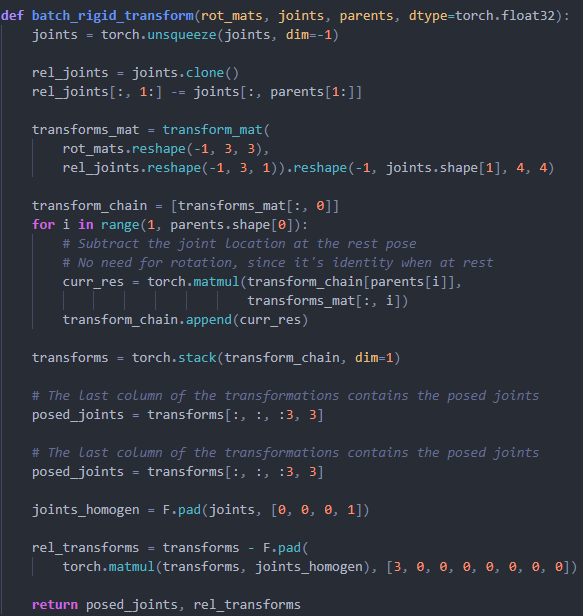 def batch_rigid_transform(rot_mats, joints, parents, dtype=torch.float32):
    joints = torch.unsqueeze(joints, dim=-1)

    rel_joints = joints.clone()
    rel_joints[:, 1:] -= joints[:, parents[1:]]

    transforms_mat = transform_mat(
        rot_mats.reshape(-1, 3, 3),
        rel_joints.reshape(-1, 3, 1)).reshape(-1, joints.shape[1], 4, 4)

    transform_chain = [transforms_mat[:, 0]]
    for i in range(1, parents.shape[0]):
        # Subtract the joint location at the rest pose
        # No need for rotation, since it's identity when at rest
        curr_res = torch.matmul(transform_chain[parents[i]],
                                transforms_mat[:, i])
        transform_chain.append(curr_res)

    transforms = torch.stack(transform_chain, dim=1)

    # The last column of the transformations contains the posed joints
    posed_joints = transforms[:, :, :3, 3]

    # The last column of the transformations contains the posed joints
    posed_joints = transforms[:, :, :3, 3]

    joints_homogen = F.pad(joints, [0, 0, 0, 1])

    rel_transforms = transforms - F.pad(
        torch.matmul(transforms, joints_homogen), [3, 0, 0, 0, 0, 0, 0, 0])

    return posed_joints, rel_transforms